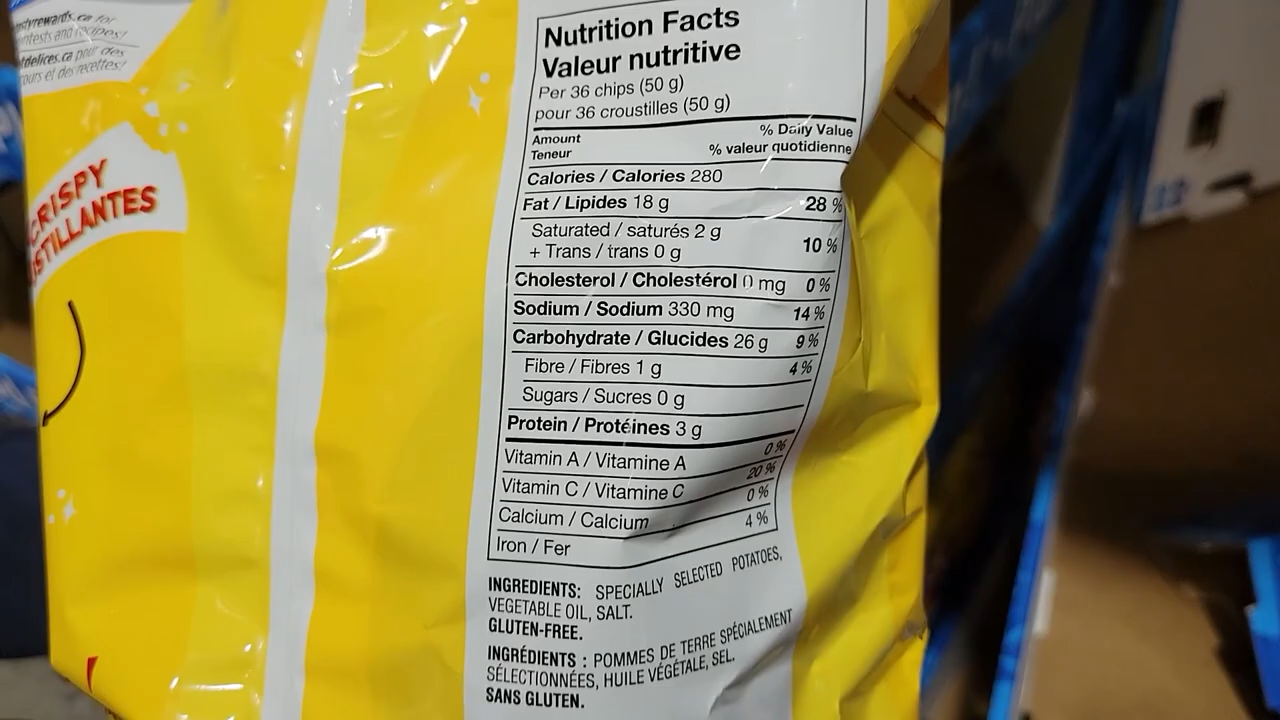 styrewards.ca for
ntests and recipes!
tdelices.ca pour des
ours et des recettes!
CRISPY
USTILLANTES
Nutrition Facts
Valeur nutritive
Per 36 chips (50 g)
pour 36 croustilles (50 g)
Amount % Daily Value
Teneur % valeur quotidienne
Calories / Calories 280
Fat / Lipides 18 g 28 %
Saturated / saturés 2 g
+ Trans / trans 0 g 10 %
Cholesterol / Cholestérol 0 mg 0 %
Sodium / Sodium 330 mg 14 %
Carbohydrate / Glucides 26 g 9 %
Fibre / Fibres 1 g 4 %
Sugars / Sucres 0 g
Protein / Protéines 3 g
Vitamin A / Vitamine A 0 %
Vitamin C / Vitamine C 20 %
Calcium / Calcium 0 %
Iron / Fer 4 %
INGREDIENTS: SPECIALLY SELECTED POTATOES,
VEGETABLE OIL, SALT.
GLUTEN-FREE.
INGRÉDIENTS : POMMES DE TERRE SPÉCIALEMENT
SÉLECTIONNÉES, HUILE VÉGÉTALE, SEL.
SANS GLUTEN.